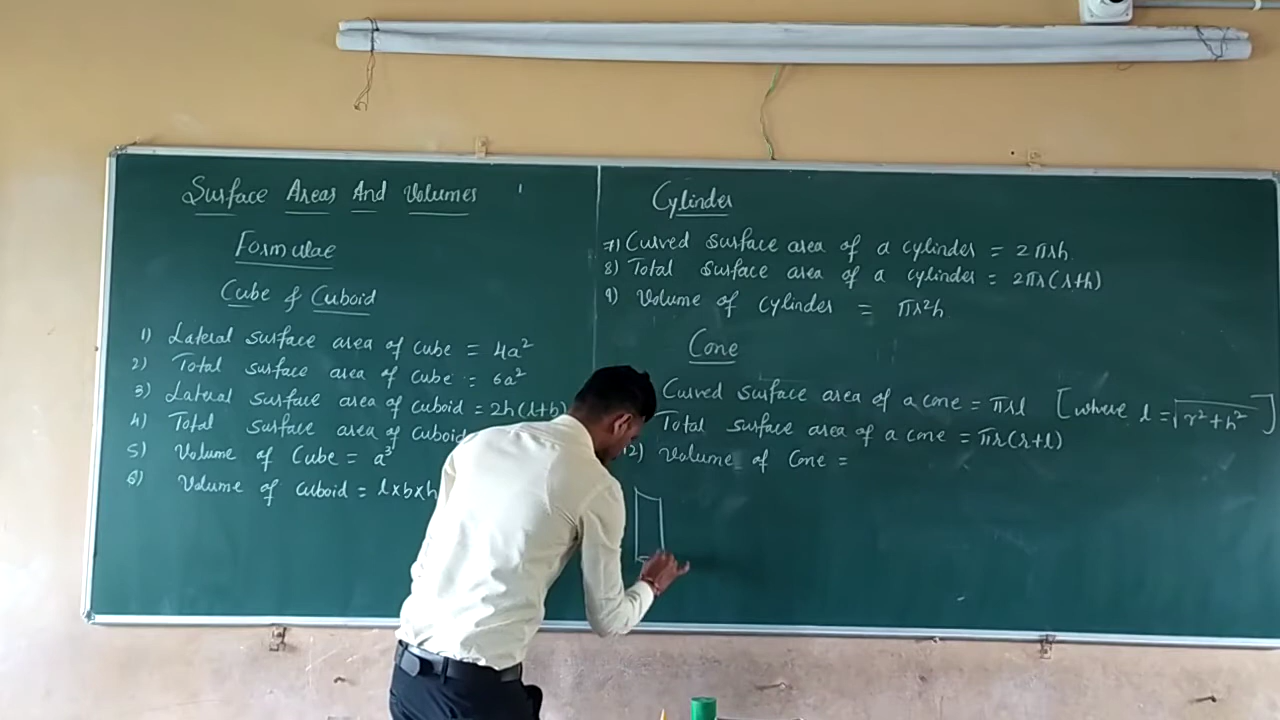 Surface Areas And Volumes
Formulae
Cube & Cuboid
1) Lateral surface area of cube = 4a²
2) Total surface area of cube = 6a²
3) Lateral surface area of cuboid = 2h(l+b)
4) Total surface area of cuboid
5) Volume of Cube = a³
6) Volume of cuboid = l×b×h
Cylinder
7) Curved surface area of a cylinder = 2πrh
8) Total surface area of a cylinder = 2πr(r+h)
9) Volume of cylinder = πr²h
Cone
Curved surface area of a cone = πrl [where l = √r²+h²]
Total surface area of a cone = πr(r+l)
12) Volume of Cone =